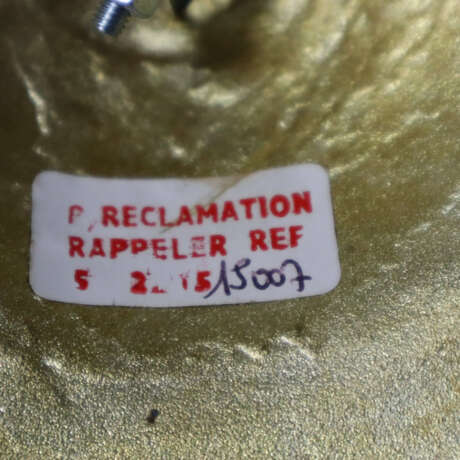 RECLAMATION
RAPPELER REF
15007